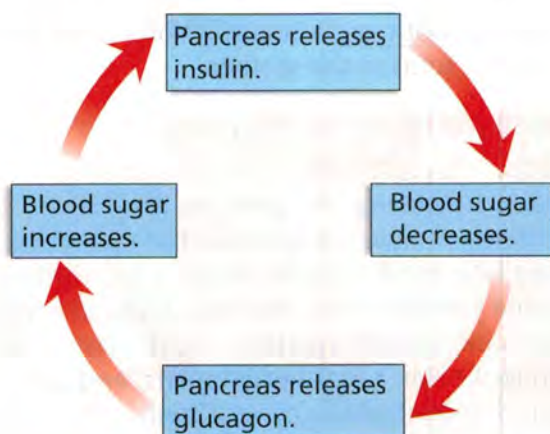 Pancreas releases
insulin.
Blood sugar
decreases.
Pancreas releases
glucagon.
Blood sugar
increases.